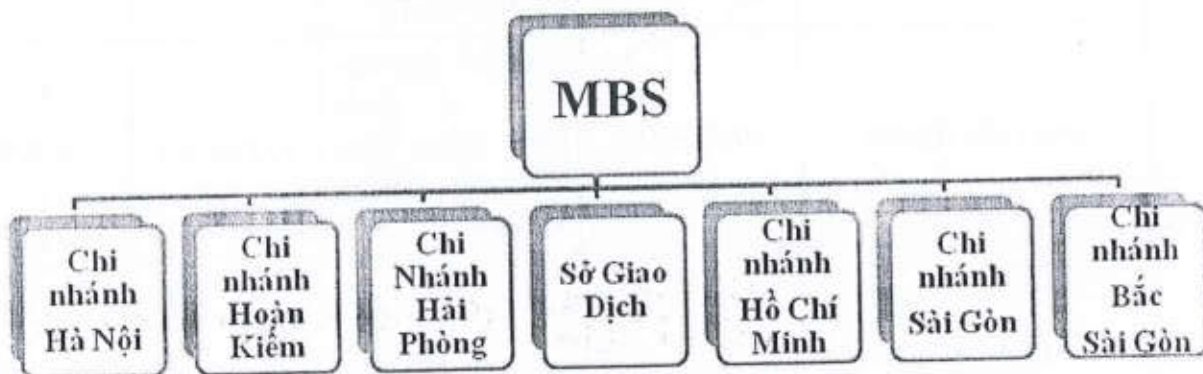 MBS
Chi
nhánh
Hà Nội
Chi
nhánh
Hoàn
Kiếm
Chi
Nhánh
Hải
Phòng
Sở Giao
Dịch
Chi
nhánh
Hồ Chí
Minh
Chi
nhánh
Sài Gòn
Chi
nhánh
Bắc
Sài Gòn